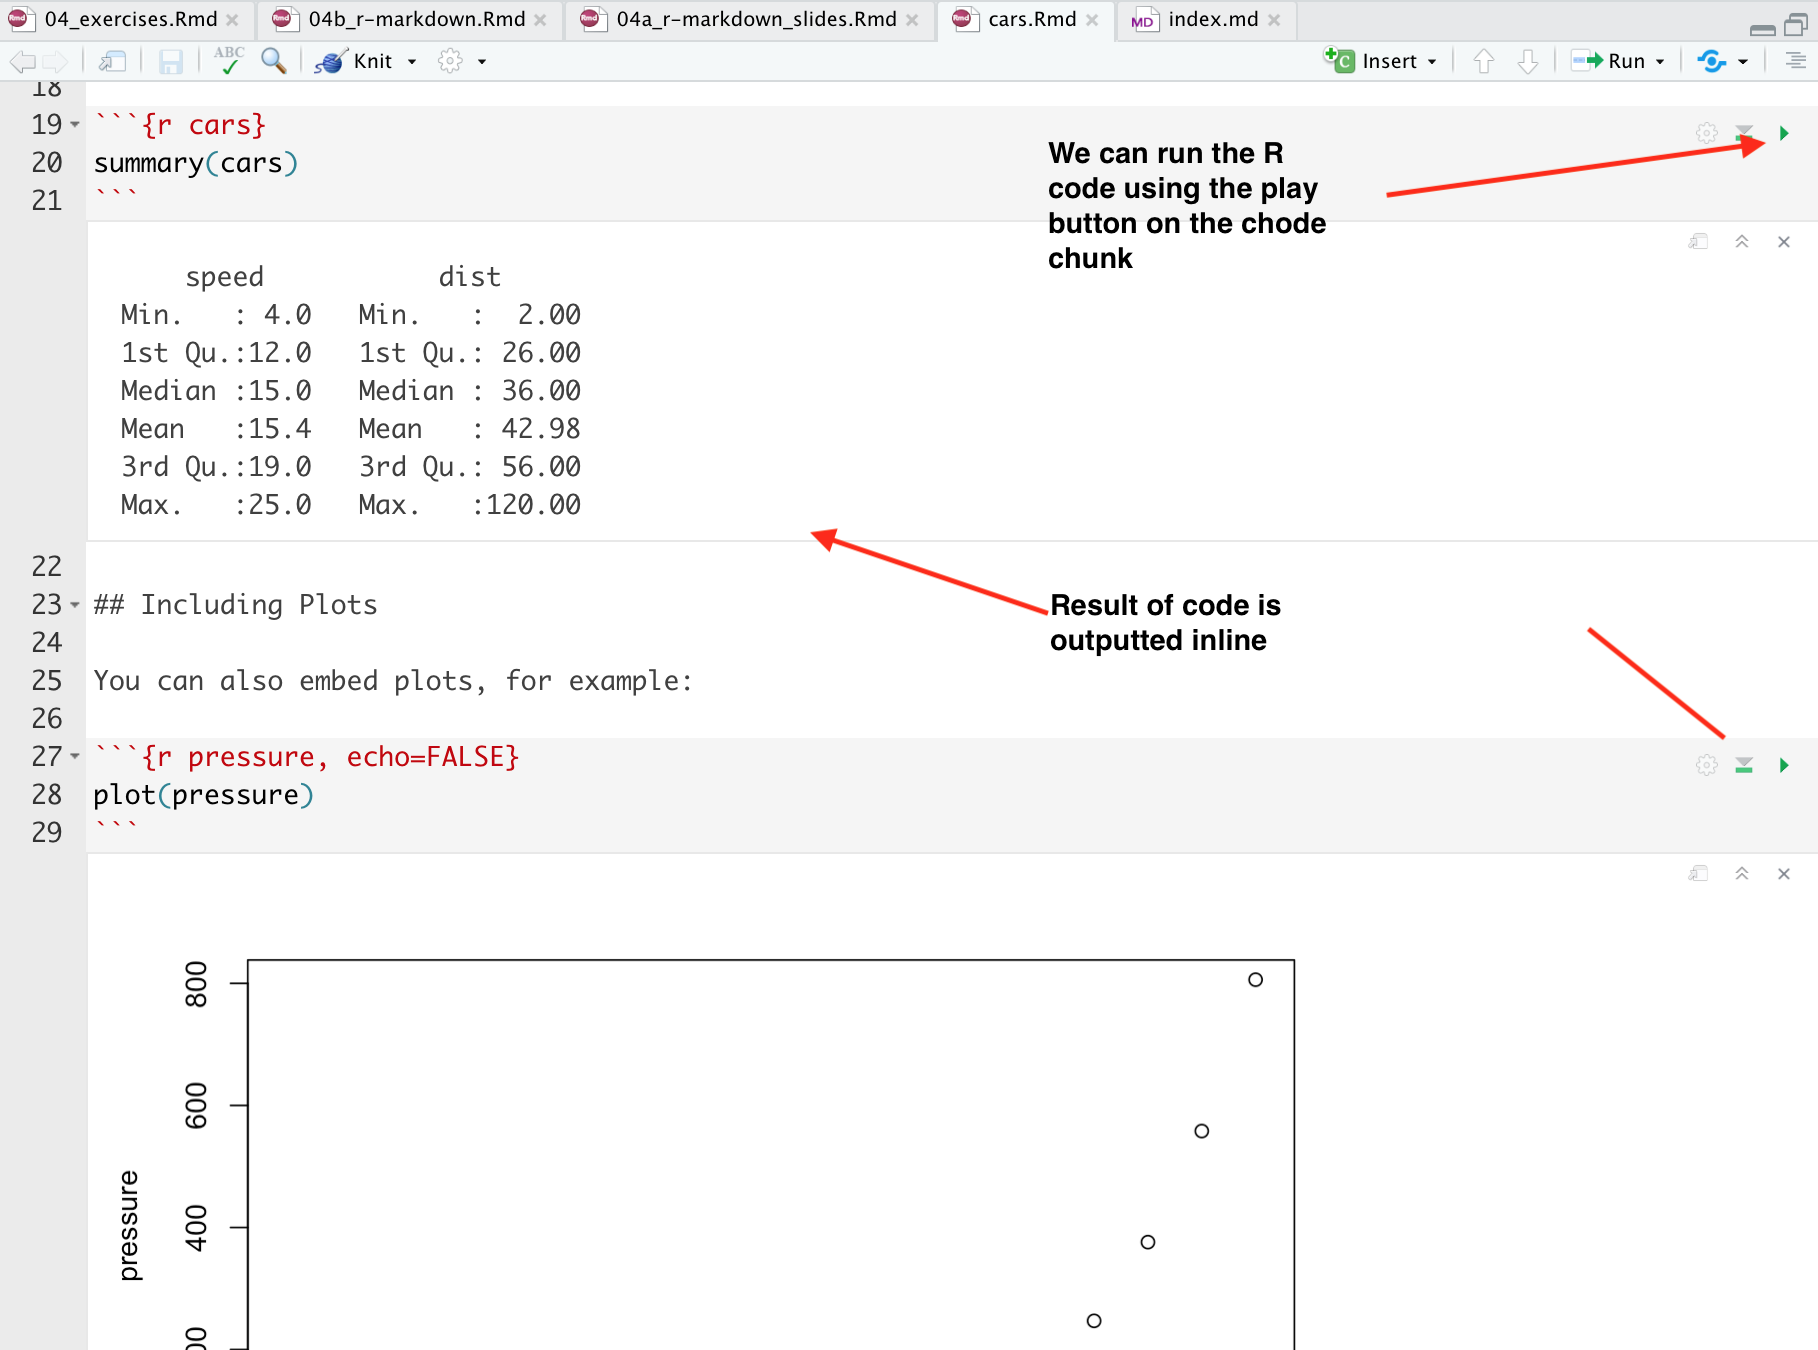 04_exercises.Rmd 04b_r-markdown.Rmd 04a_r-markdown_slides.Rmd cars.Rmd MD index.md
ABC Knit Insert Run
18
19 ```{r cars}
20 summary(cars)
21 ```
We can run the R
code using the play
button on the chode
chunk
speed dist
Min. : 4.0 Min. : 2.00
1st Qu.:12.0 1st Qu.: 26.00
Median :15.0 Median : 36.00
Mean :15.4 Mean : 42.98
3rd Qu.:19.0 3rd Qu.: 56.00
Max. :25.0 Max. :120.00
Result of code is
outputted inline
22
23 ## Including Plots
24
25 You can also embed plots, for example:
26
27 ```{r pressure, echo=FALSE}
28 plot(pressure)
29 ```
800
600
400
pressure